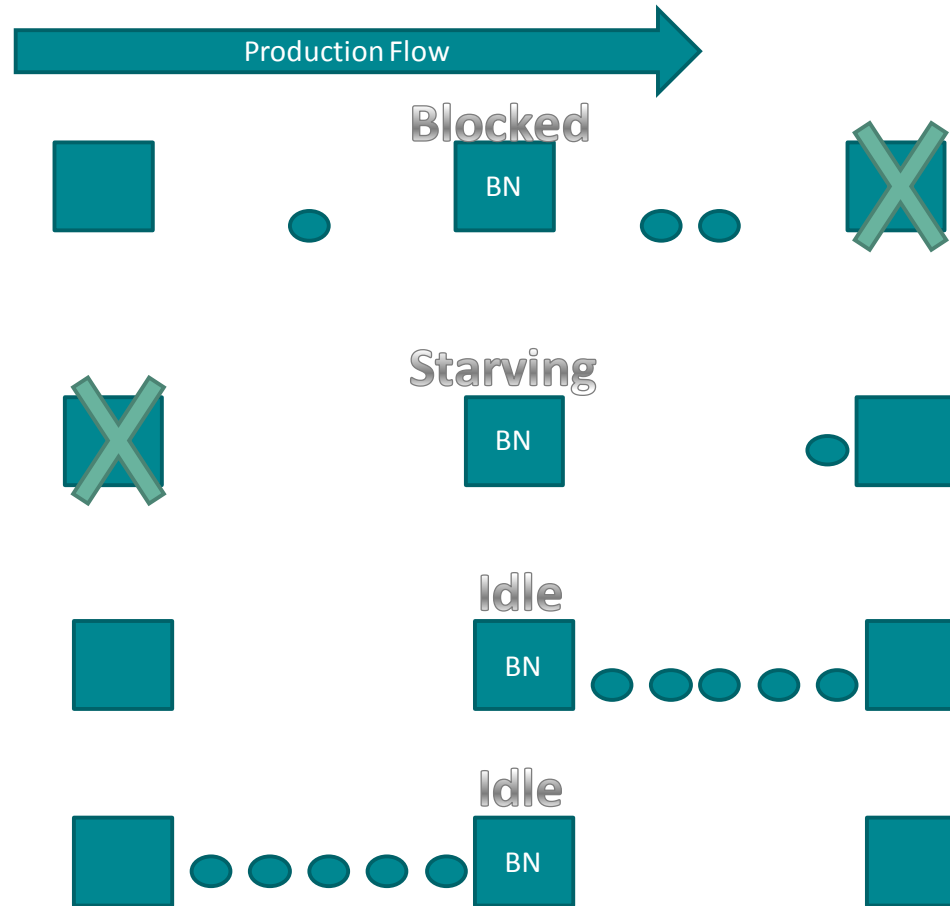 Production Flow
Blocked
BN
Starving
BN
Idle
BN
Idle
BN